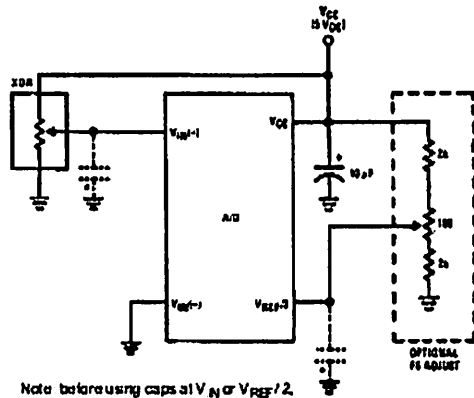 VCC
(5 VDC)
XDR
VIN(+)
VCC
2k
10 µF
A/D
100
2k
VIN(-)
VREF/2
OPTIONAL
FS ADJUST
Note: before using caps at VIN or VREF/2,